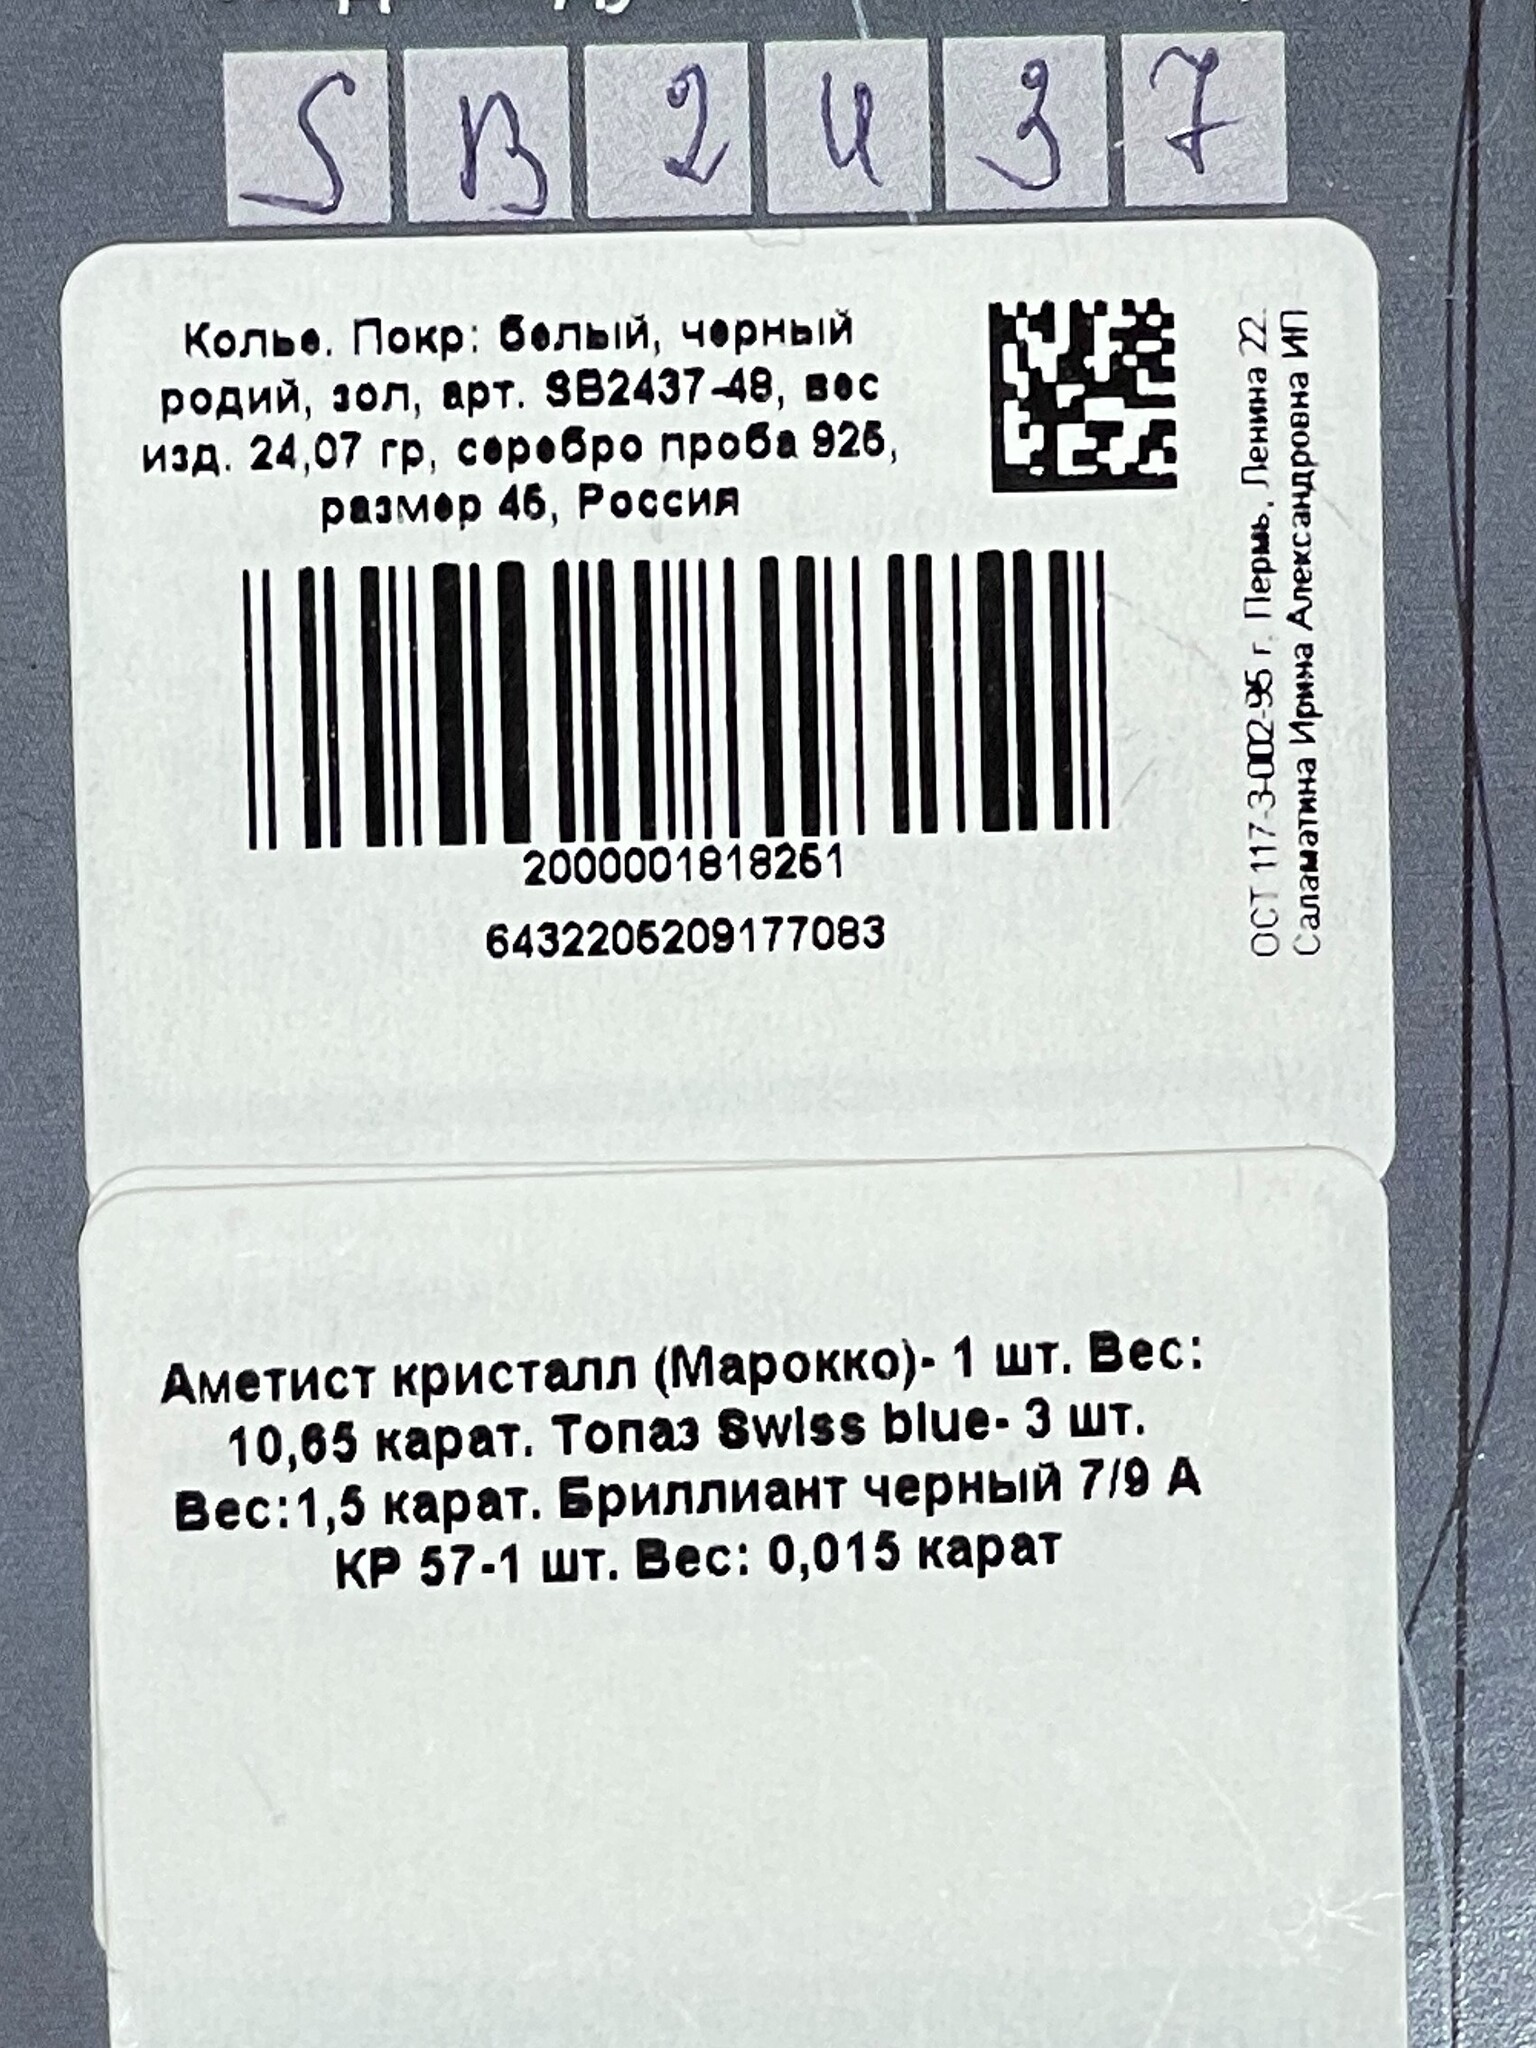 SB2437
Колье. Покр: белый, черный
родий, зол, арт. SB2437-48, вес
изд. 24,07 гр, серебро проба 925,
размер 45, Россия
2000001818251
6432205209177083
ОСТ 117-3-002-95 г. Пермь, Ленина 22
Саламатина Ирина Александровна ИП
Аметист кристалл (Марокко)- 1 шт. Вес:
10,65 карат. Топаз Swiss blue- 3 шт.
Вес:1,5 карат. Бриллиант черный 7/9 А
КР 57-1 шт. Вес: 0,015 карат